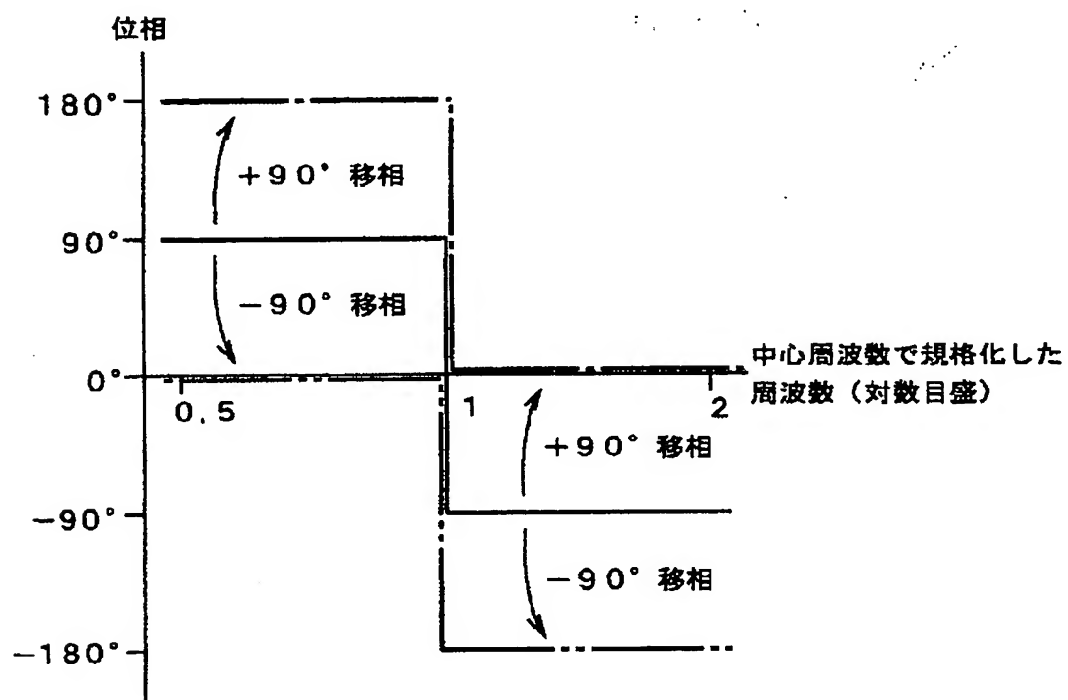 位相
180°
+90° 移相
90°
−90° 移相
中心周波数で規格化した
周波数（対数目盛）
0°
0.5
1
2
+90° 移相
−90°
−90° 移相
−180°